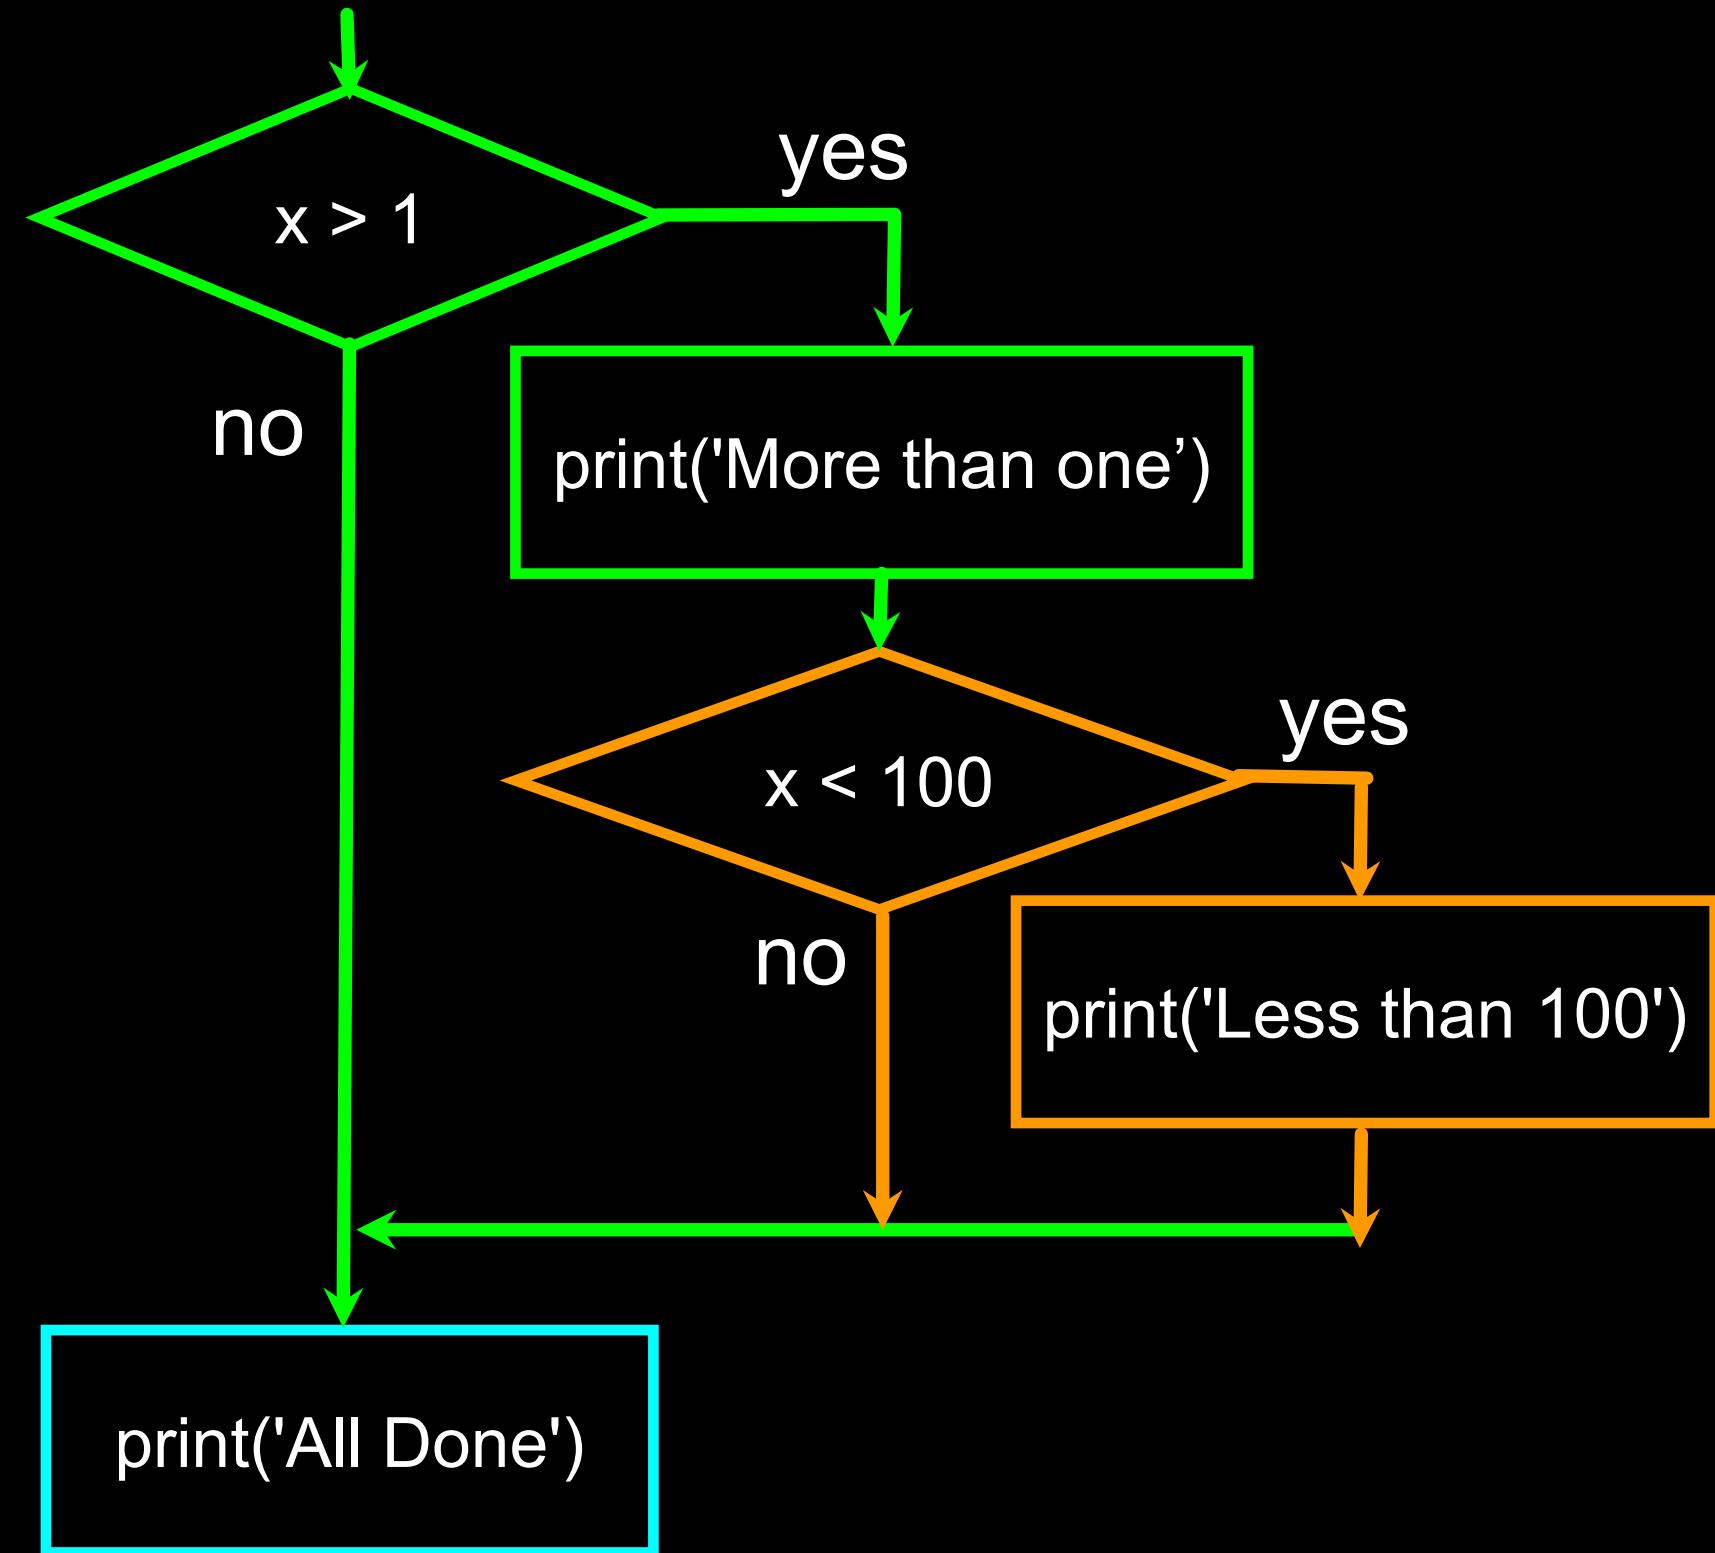 yes
x > 1
no
print('More than one’)
yes
x < 100
no
print('Less than 100')
print('All Done')